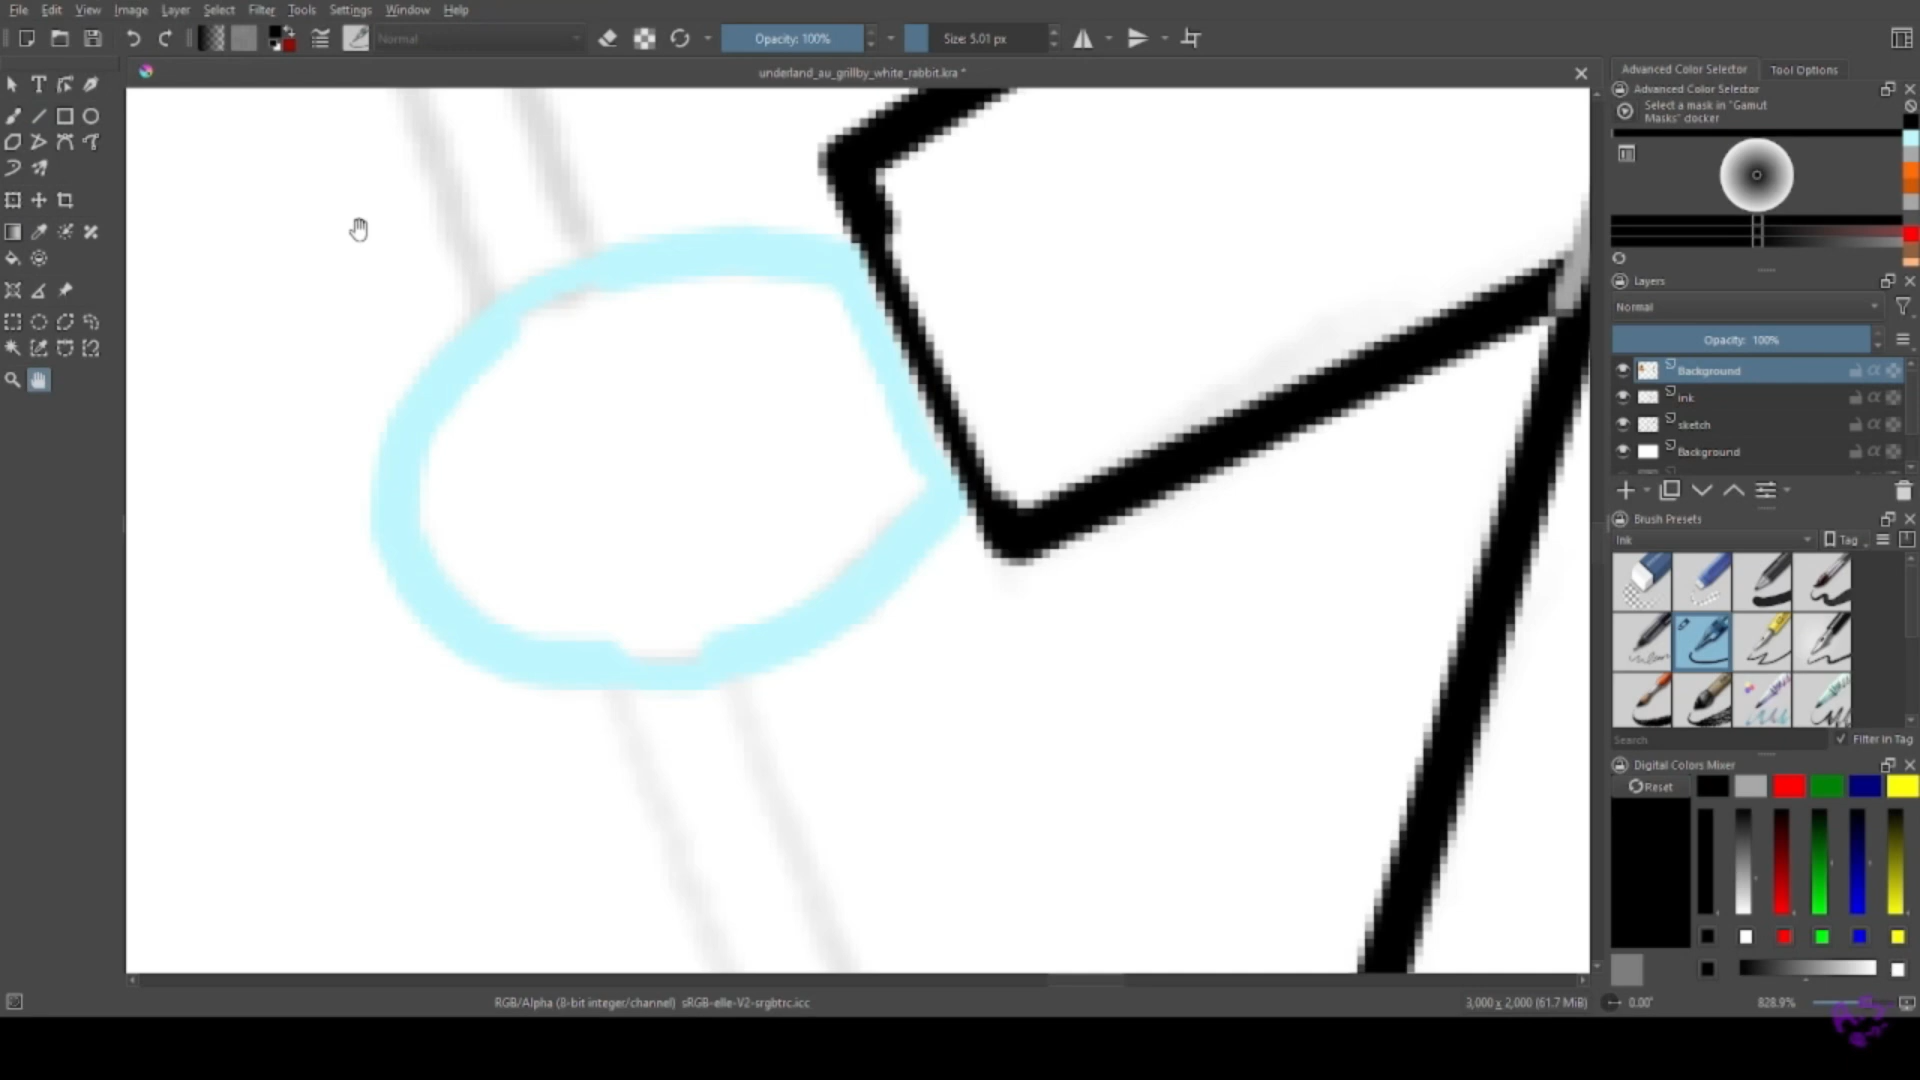 File Edit View Image Layer Select Filter Tools Settings Window Help
Normal
Opacity: 100%
Size: 5.01 px
underland_au_grillby_white_rabbit.kra *
Advanced Color Selector
Tool Options
Advanced Color Selector
Select a mask in "Gamut
Masks" docker
Layers
Normal
Opacity: 100%
Background
ink
sketch
Background
Brush Presets
Ink
Tag
Search
Filter in Tag
Digital Colors Mixer
Reset
RGB/Alpha (8-bit integer/channel) sRGB-elle-V2-srgbtrc.icc
3,000 x 2,000 (61.7 MiB)
0.00°
828.9%